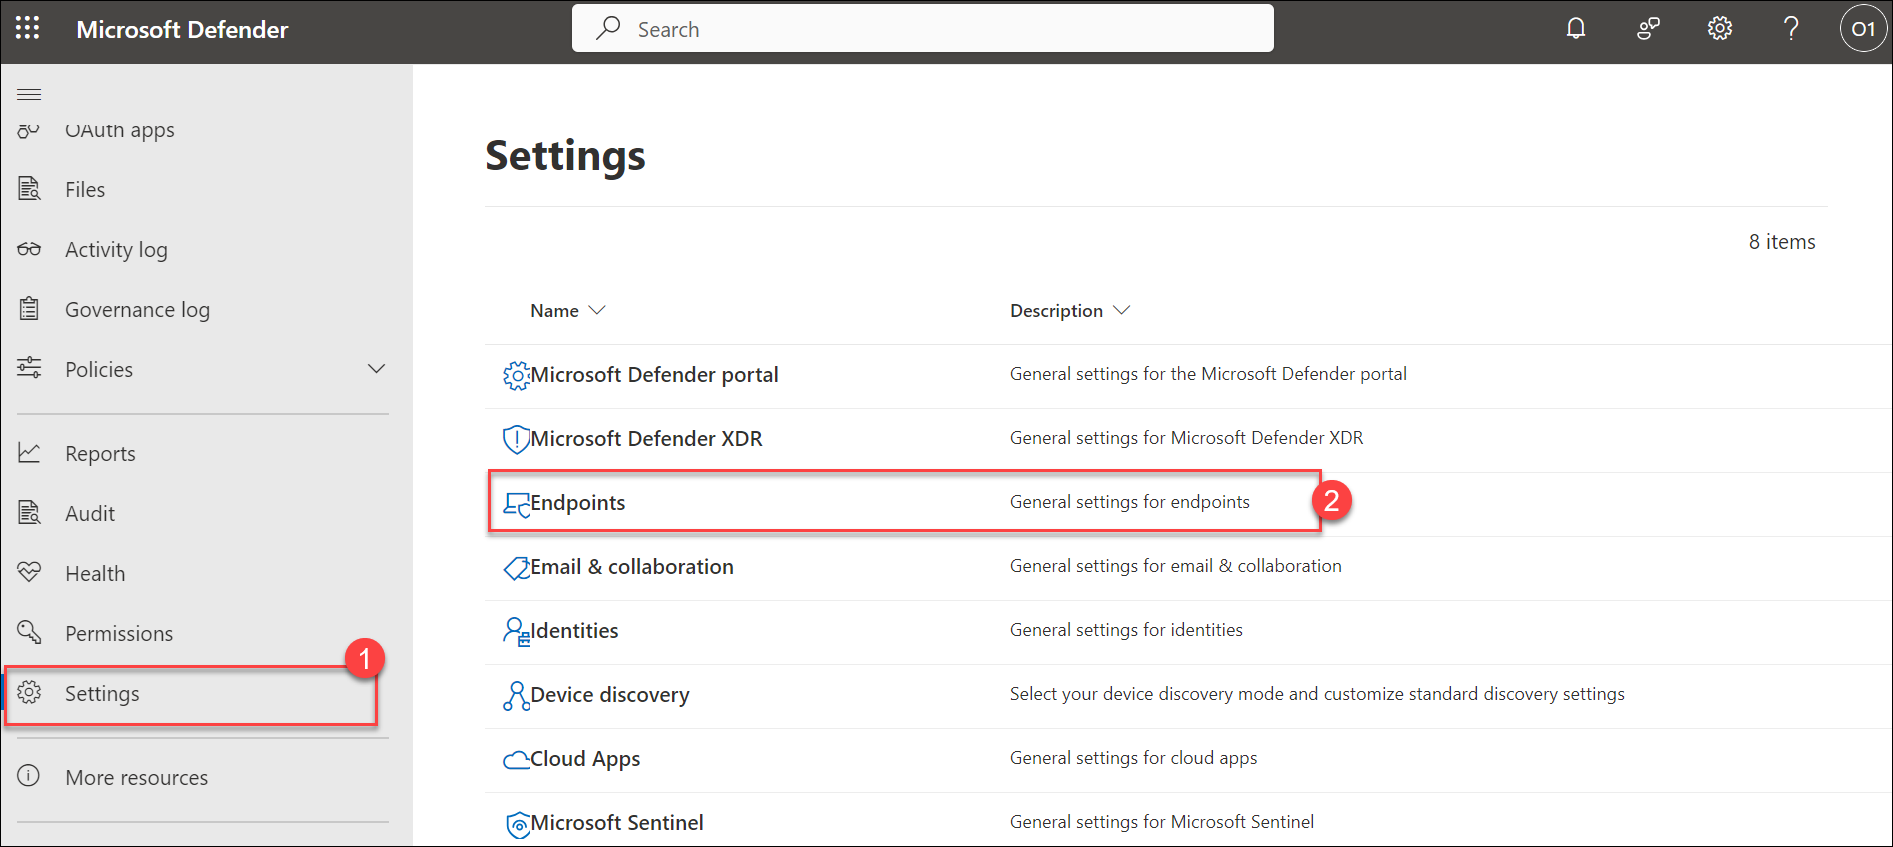 Microsoft Defender
Search
O1
OAuth apps
Files
Activity log
Governance log
Policies
Reports
Audit
Health
Permissions
1
Settings
More resources
Settings
8 items
Name Description
Microsoft Defender portal General settings for the Microsoft Defender portal
Microsoft Defender XDR General settings for Microsoft Defender XDR
Endpoints General settings for endpoints 2
Email & collaboration General settings for email & collaboration
Identities General settings for identities
Device discovery Select your device discovery mode and customize standard discovery settings
Cloud Apps General settings for cloud apps
Microsoft Sentinel General settings for Microsoft Sentinel